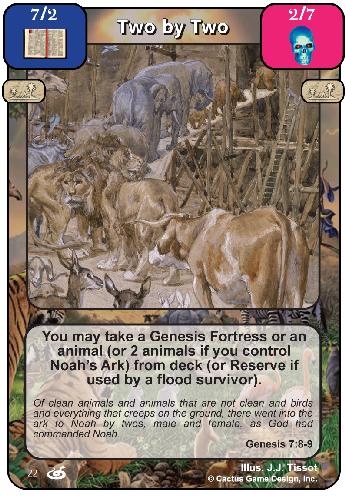 7/2
Two by Two
2/7
You may take a Genesis Fortress or an
animal (or 2 animals if you control
Noah's Ark) from deck (or Reserve if
used by a flood survivor).
Of clean animals and animals that are not clean and birds
and everything that creeps on the ground, there went into the
ark to Noah by twos, male and female, as God had
commanded Noah.
Genesis 7:8-9
22
Illus. J.J. Tissot
© Cactus Game Design, Inc.